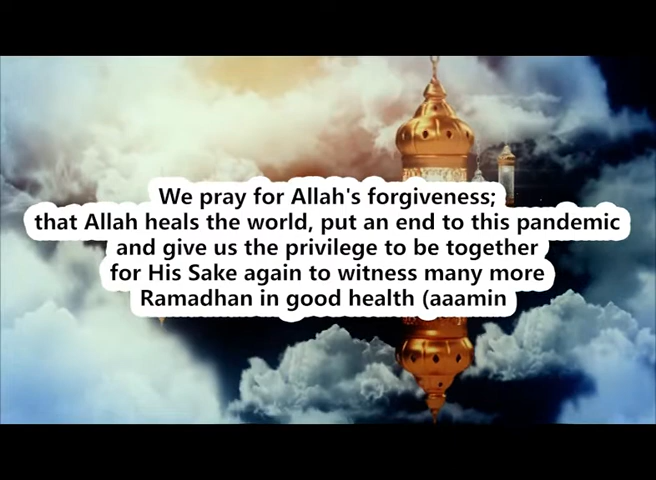 We pray for Allah's forgiveness;
that Allah heals the world, put an end to this pandemic
and give us the privilege to be together
for His Sake again to witness many more
Ramadhan in good health (aaamin